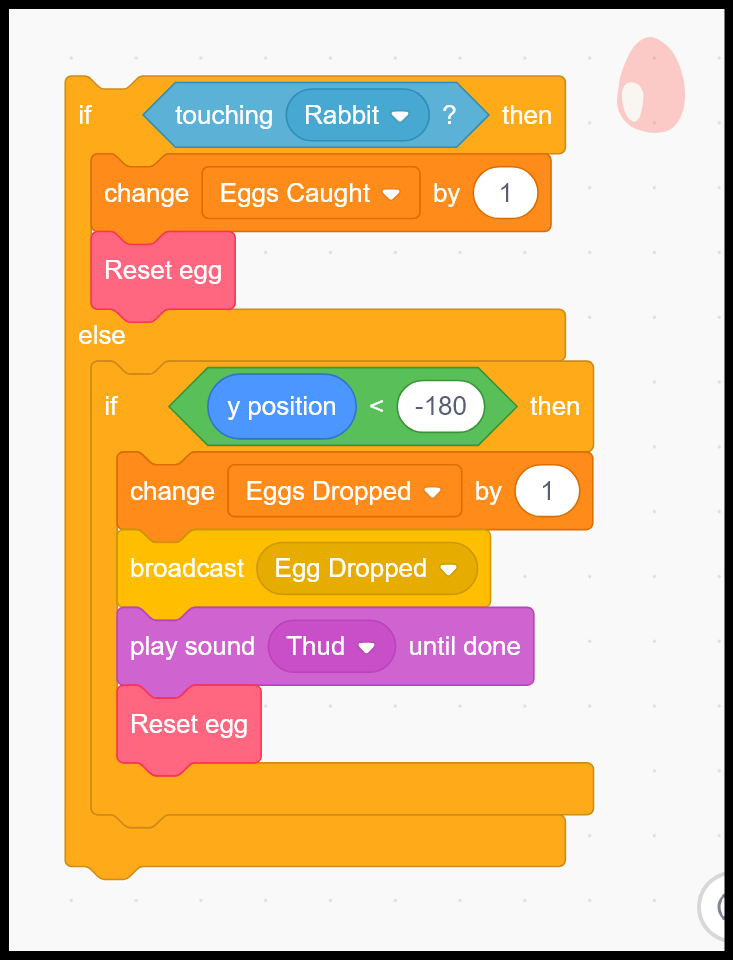 if touching Rabbit ? then
change Eggs Caught by 1
Reset egg
else
if y position < -180 then
change Eggs Dropped by 1
broadcast Egg Dropped
play sound Thud until done
Reset egg